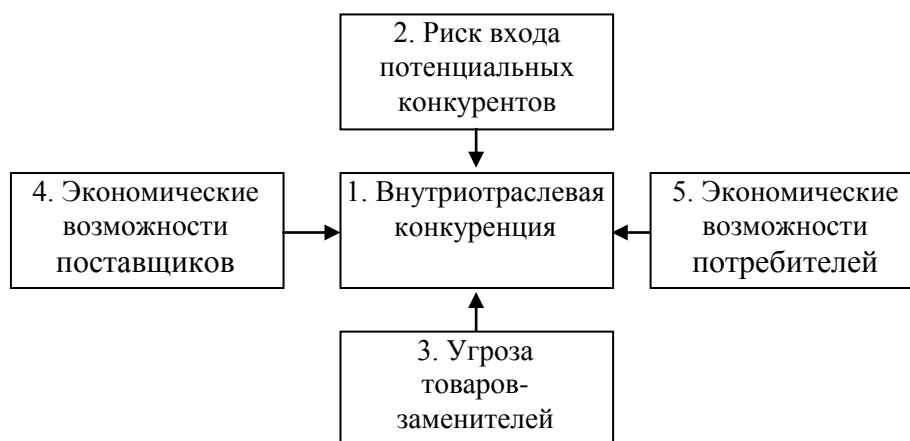 2. Риск входа
потенциальных
конкурентов
4. Экономические
возможности
поставщиков
1. Внутриотраслевая
конкуренция
5. Экономические
возможности
потребителей
3. Угроза
товаров-
заменителей